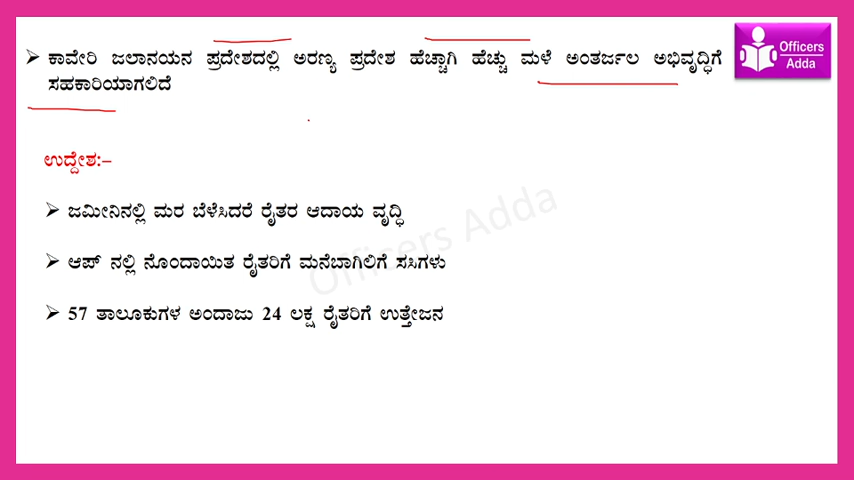 ➢ ಕಾವೇರಿ ಜಲಾನಯನ ಪ್ರದೇಶದಲ್ಲಿ ಅರಣ್ಯ ಪ್ರದೇಶ ಹೆಚ್ಚಾಗಿ ಹೆಚ್ಚು ಮಳೆ ಅಂತರ್ಜಲ ಅಭಿವೃದ್ಧಿಗೆ
ಸಹಕಾರಿಯಾಗಲಿದೆ
Officers
Adda
ಉದ್ದೇಶ:–
➢ ಜಮೀನಿನಲ್ಲಿ ಮರ ಬೆಳೆಸಿದರೆ ರೈತರ ಆದಾಯ ವೃದ್ಧಿ
➢ ಆಪ್ ನಲ್ಲಿ ನೊಂದಾಯಿತ ರೈತರಿಗೆ ಮನೆಬಾಗಿಲಿಗೆ ಸಸಿಗಳು
➢ 57 ತಾಲೂಕುಗಳ ಅಂದಾಜು 24 ಲಕ್ಷ ರೈತರಿಗೆ ಉತ್ತೇಜನ
Officers Adda